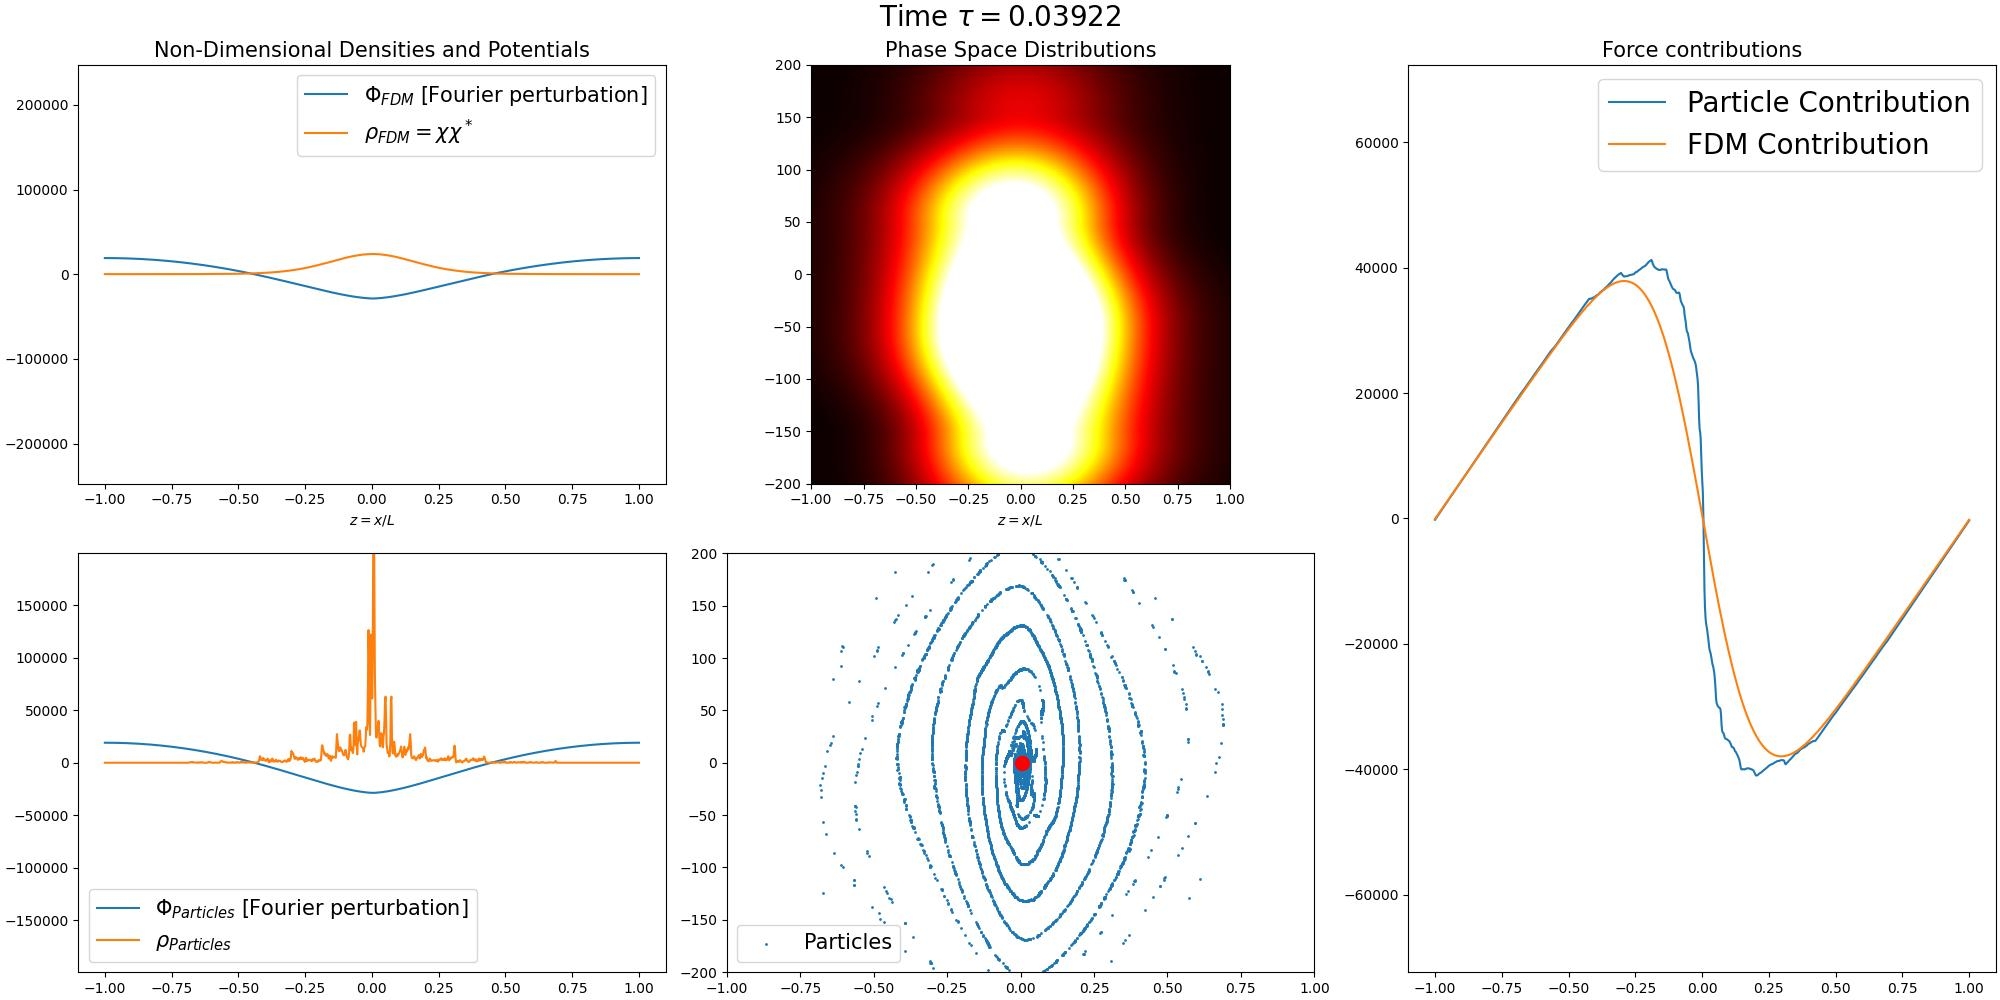 Time τ = 0.03922
Non-Dimensional Densities and Potentials
Φ_FDM [Fourier perturbation]
ρ_FDM = χχ*
200000
100000
0
−100000
−200000
−1.00 −0.75 −0.50 −0.25 0.00 0.25 0.50 0.75 1.00
z = x/L
Phase Space Distributions
200
150
100
50
0
−50
−100
−150
−200
−1.00 −0.75 −0.50 −0.25 0.00 0.25 0.50 0.75 1.00
z = x/L
Force contributions
Particle Contribution
FDM Contribution
60000
40000
20000
0
−20000
−40000
−60000
−1.00 −0.75 −0.50 −0.25 0.00 0.25 0.50 0.75 1.00
150000
100000
50000
0
−50000
−100000
−150000
Φ_Particles [Fourier perturbation]
ρ_Particles
−1.00 −0.75 −0.50 −0.25 0.00 0.25 0.50 0.75 1.00
200
150
100
50
0
−50
−100
−150
−200
Particles
−1.00 −0.75 −0.50 −0.25 0.00 0.25 0.50 0.75 1.00